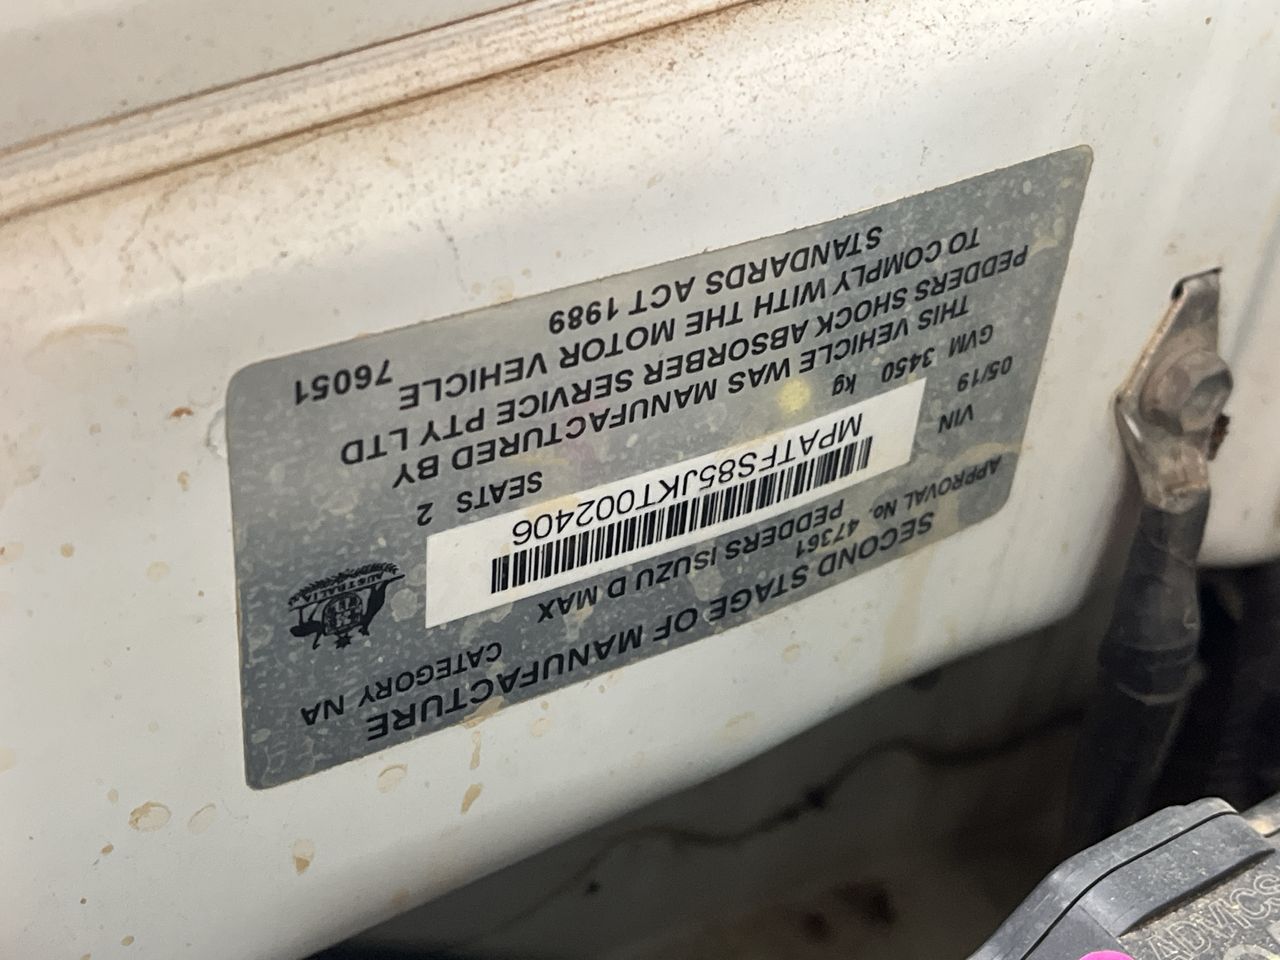 SECOND STAGE OF MANUFACTURE
APPROVAL No. 47361 CATEGORY NA
PEDDERS ISUZU D MAX
VIN MPATFS85JKT002406
AUSTRALIA
05/19 SEATS 2
GVM 3450 kg
THIS VEHICLE WAS MANUFACTURED BY
PEDDERS SHOCK ABSORBER SERVICE PTY LTD
TO COMPLY WITH THE MOTOR VEHICLE
STANDARDS ACT 1989 76051
ADVICS